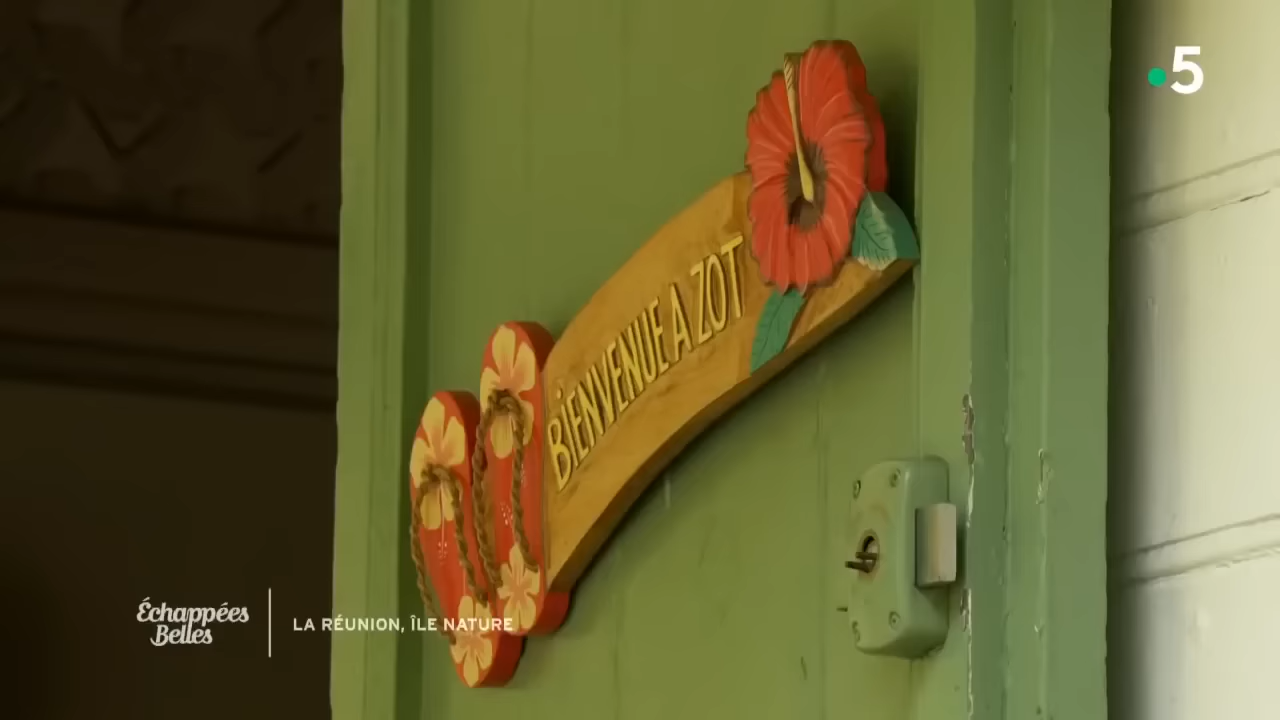 5
BIENVENUE A ZOT
Échappées
Belles
LA RÉUNION, ÎLE NATURE